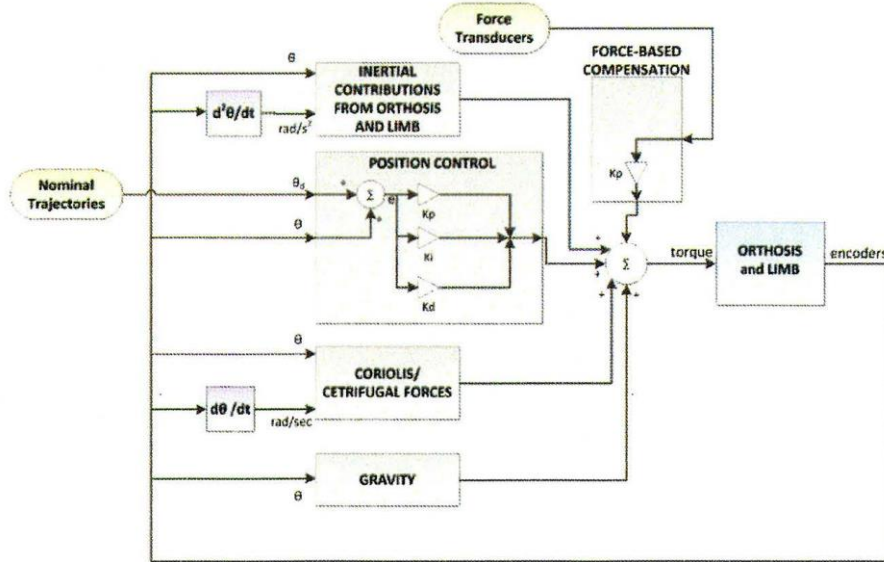 Force
Transducers
FORCE-BASED
COMPENSATION
θ
INERTIAL
CONTRIBUTIONS
FROM ORTHOSIS
AND LIMB
d²θ/dt
rad/s²
Kp
POSITION CONTROL
Nominal
Trajectories
θd
+
Σ
e
Kp
θ
+
Ki
Kd
+
+
+
+
Σ
torque
ORTHOSIS
and LIMB
encoders
θ
CORIOLIS/
CETRIFUGAL FORCES
dθ /dt
rad/sec
GRAVITY
θ